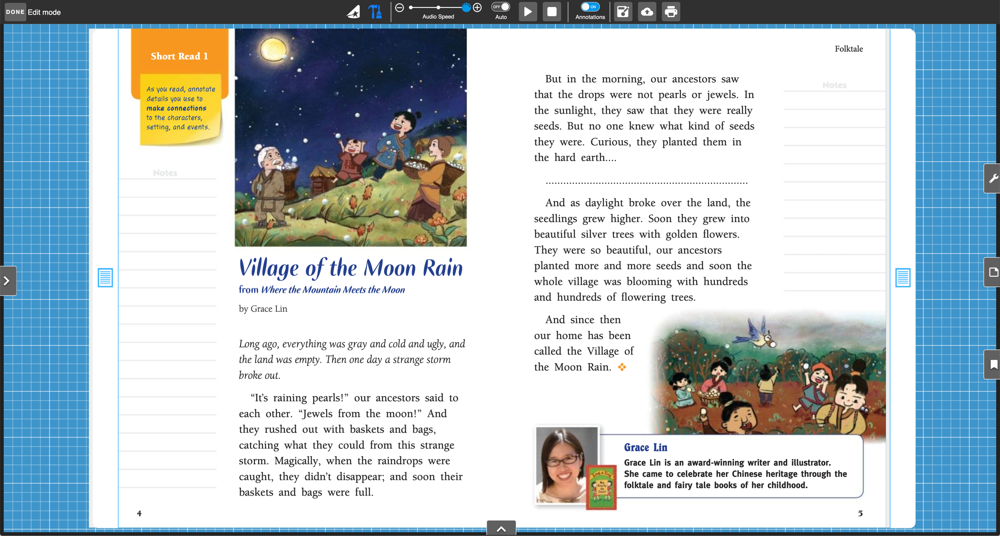 DONE Edit mode
Audio Speed
OFF
Auto
ON
Annotations
Short Read 1
As you read, annotate
details you use to
make connections
to the characters,
setting, and events.
Notes
福
Village of the Moon Rain
from Where the Mountain Meets the Moon
by Grace Lin
Long ago, everything was gray and cold and ugly, and
the land was empty. Then one day a strange storm
broke out.
“It’s raining pearls!” our ancestors said to
each other. “Jewels from the moon!” And
they rushed out with baskets and bags,
catching what they could from this strange
storm. Magically, when the raindrops were
caught, they didn’t disappear; and soon their
baskets and bags were full.
4
Folktale
But in the morning, our ancestors saw
that the drops were not pearls or jewels. In
the sunlight, they saw that they were really
seeds. But no one knew what kind of seeds
they were. Curious, they planted them in
the hard earth....
And as daylight broke over the land, the
seedlings grew higher. Soon they grew into
beautiful silver trees with golden flowers.
They were so beautiful, our ancestors
planted more and more seeds and soon the
whole village was blooming with hundreds
and hundreds of flowering trees.
And since then
our home has been
called the Village of
the Moon Rain.
Notes
Ling & Ting
Not
Exactly
the
Same!
Grace Lin
Grace Lin is an award-winning writer and illustrator.
She came to celebrate her Chinese heritage through the
folktale and fairy tale books of her childhood.
5